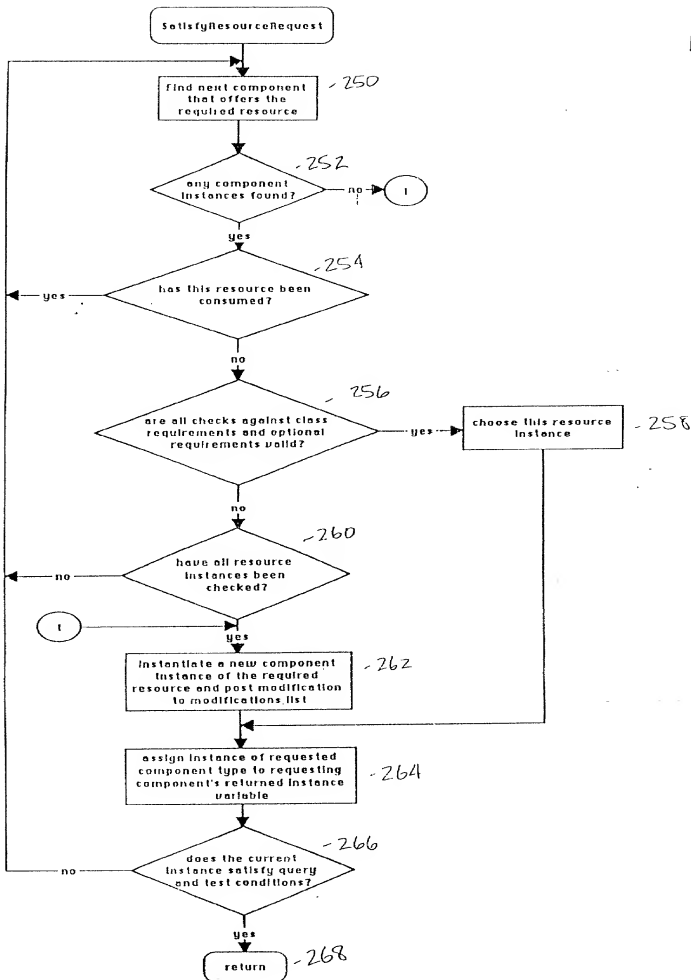 SatisfyResourceRequest
find next component
that offers the
required resource
-250
any component
instances found?
-252
no
1
yes
has this resource been
consumed?
-254
yes
no
are all checks against class
requirements and optional
requirements valid?
-256
yes
choose this resource
instance
-258
no
have all resource
instances been
checked?
-260
no
1
yes
instantiate a new component
instance of the required
resource and post modification
to modifications list
-262
assign instance of requested
component type to requesting
component's returned instance
variable
-264
does the current
instance satisfy query
and test conditions?
-266
no
yes
return
-268